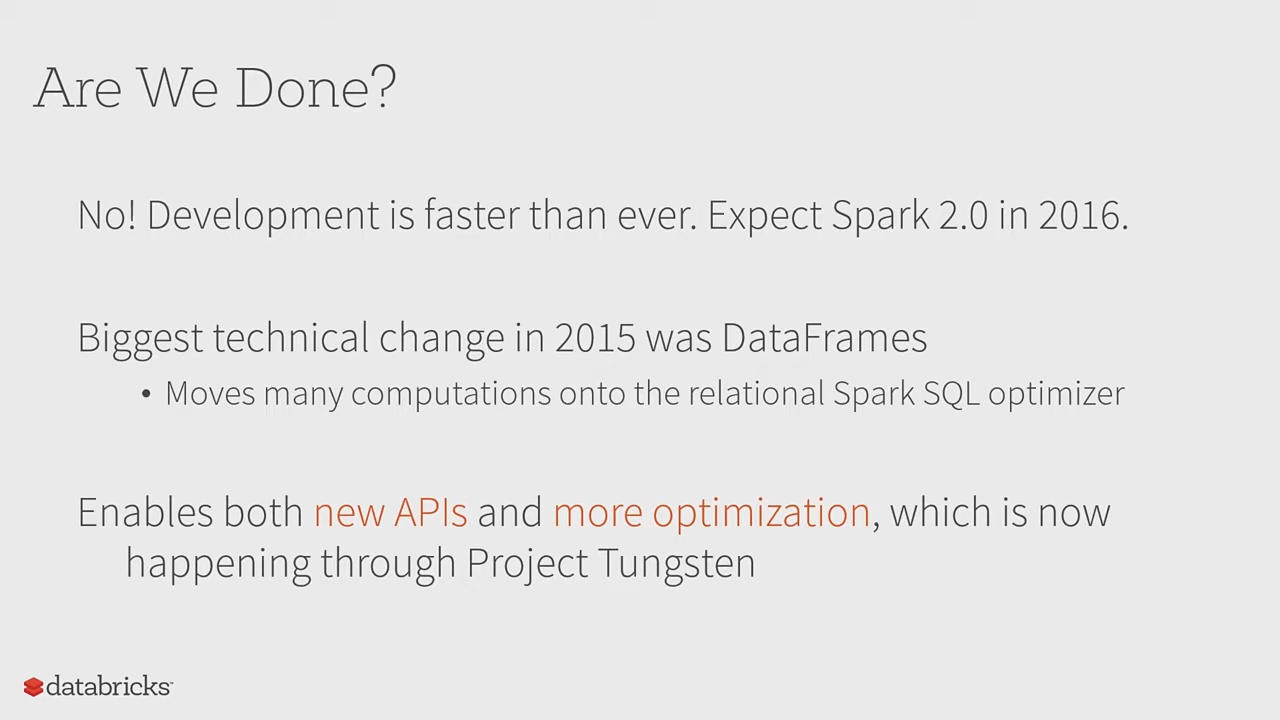 Are We Done?
No! Development is faster than ever. Expect Spark 2.0 in 2016.
Biggest technical change in 2015 was DataFrames
• Moves many computations onto the relational Spark SQL optimizer
Enables both new APIs and more optimization, which is now
happening through Project Tungsten
databricks™